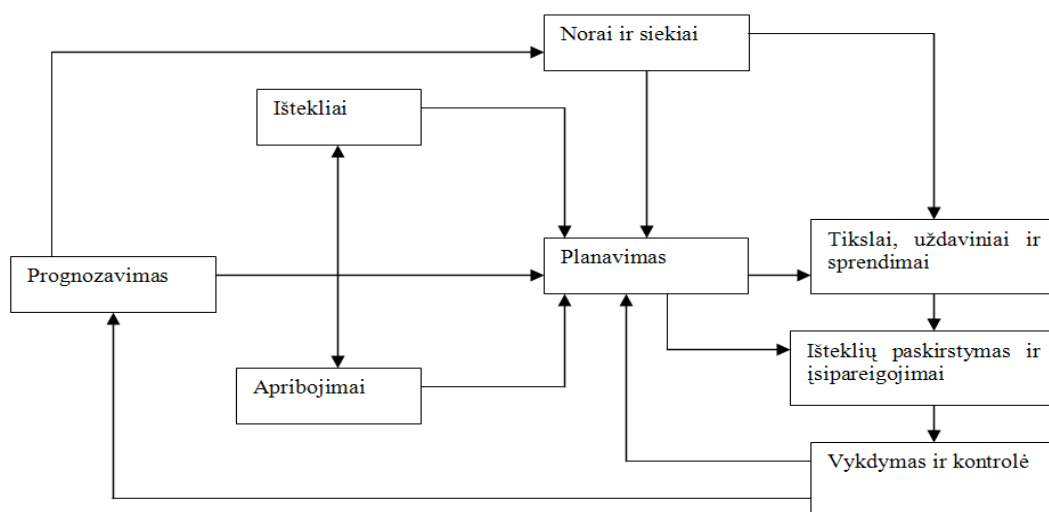 Norai ir siekiai
Ištekliai
Prognozavimas
Planavimas
Tikslai, uždaviniai ir
sprendimai
Apribojimai
Išteklių paskirstymas ir
įsipareigojimai
Vykdymas ir kontrolė